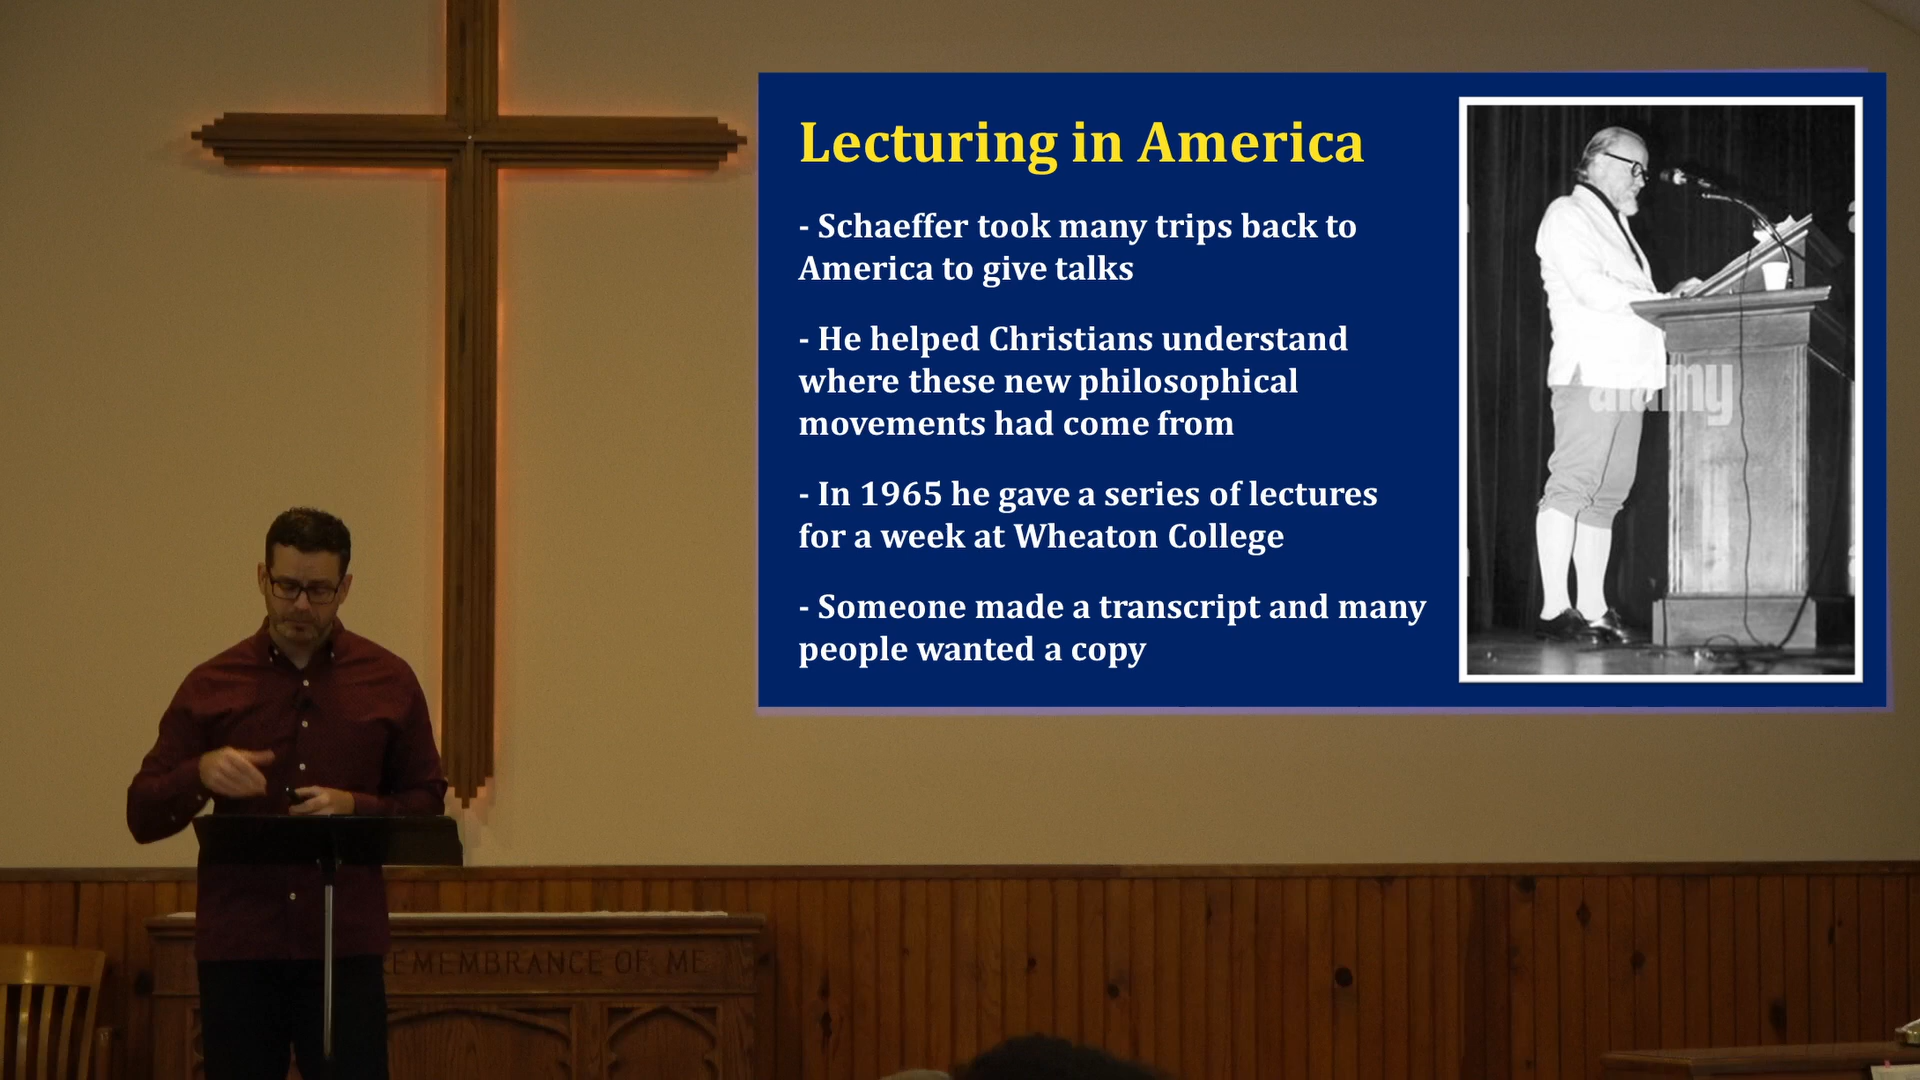 Lecturing in America
- Schaeffer took many trips back to
America to give talks
- He helped Christians understand
where these new philosophical
movements had come from
- In 1965 he gave a series of lectures
for a week at Wheaton College
- Someone made a transcript and many
people wanted a copy
alamy
REMEMBRANCE OF ME